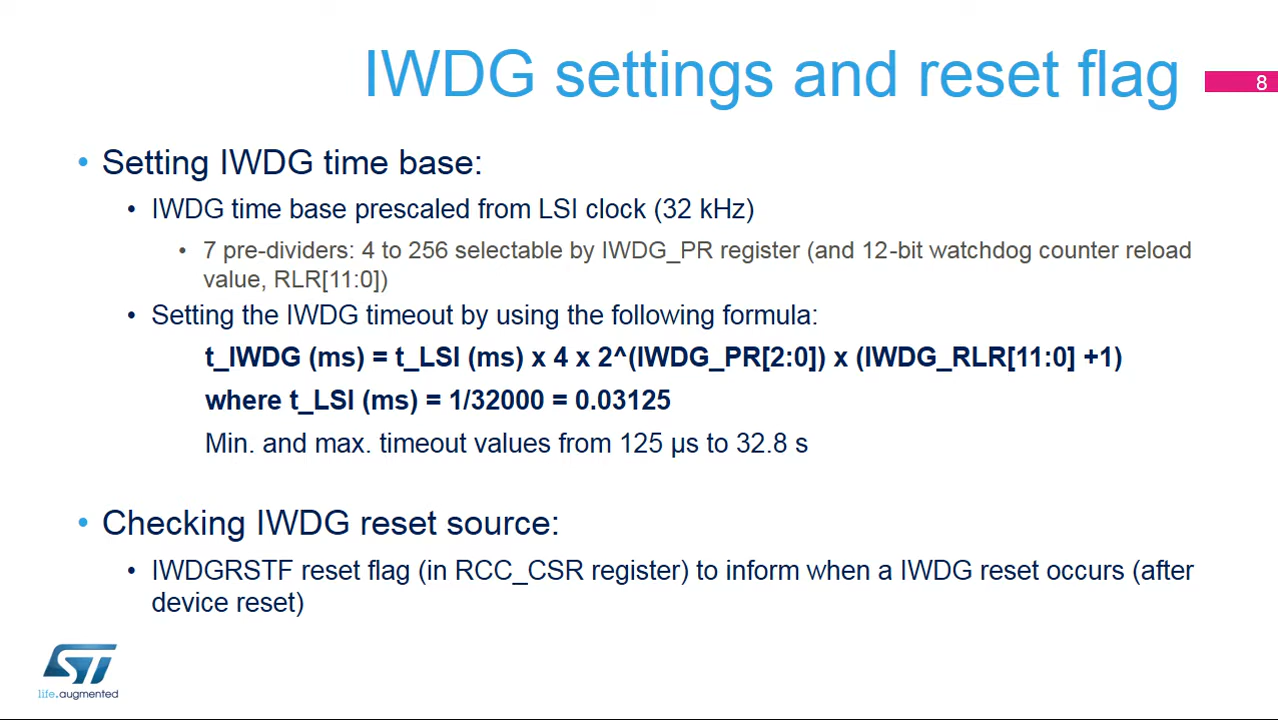 IWDG settings and reset flag
8
• Setting IWDG time base:
• IWDG time base prescaled from LSI clock (32 kHz)
• 7 pre-dividers: 4 to 256 selectable by IWDG_PR register (and 12-bit watchdog counter reload
value, RLR[11:0])
• Setting the IWDG timeout by using the following formula:
t_IWDG (ms) = t_LSI (ms) x 4 x 2^(IWDG_PR[2:0]) x (IWDG_RLR[11:0] +1)
where t_LSI (ms) = 1/32000 = 0.03125
Min. and max. timeout values from 125 µs to 32.8 s
• Checking IWDG reset source:
• IWDGRSTF reset flag (in RCC_CSR register) to inform when a IWDG reset occurs (after
device reset)
ST
life.augmented